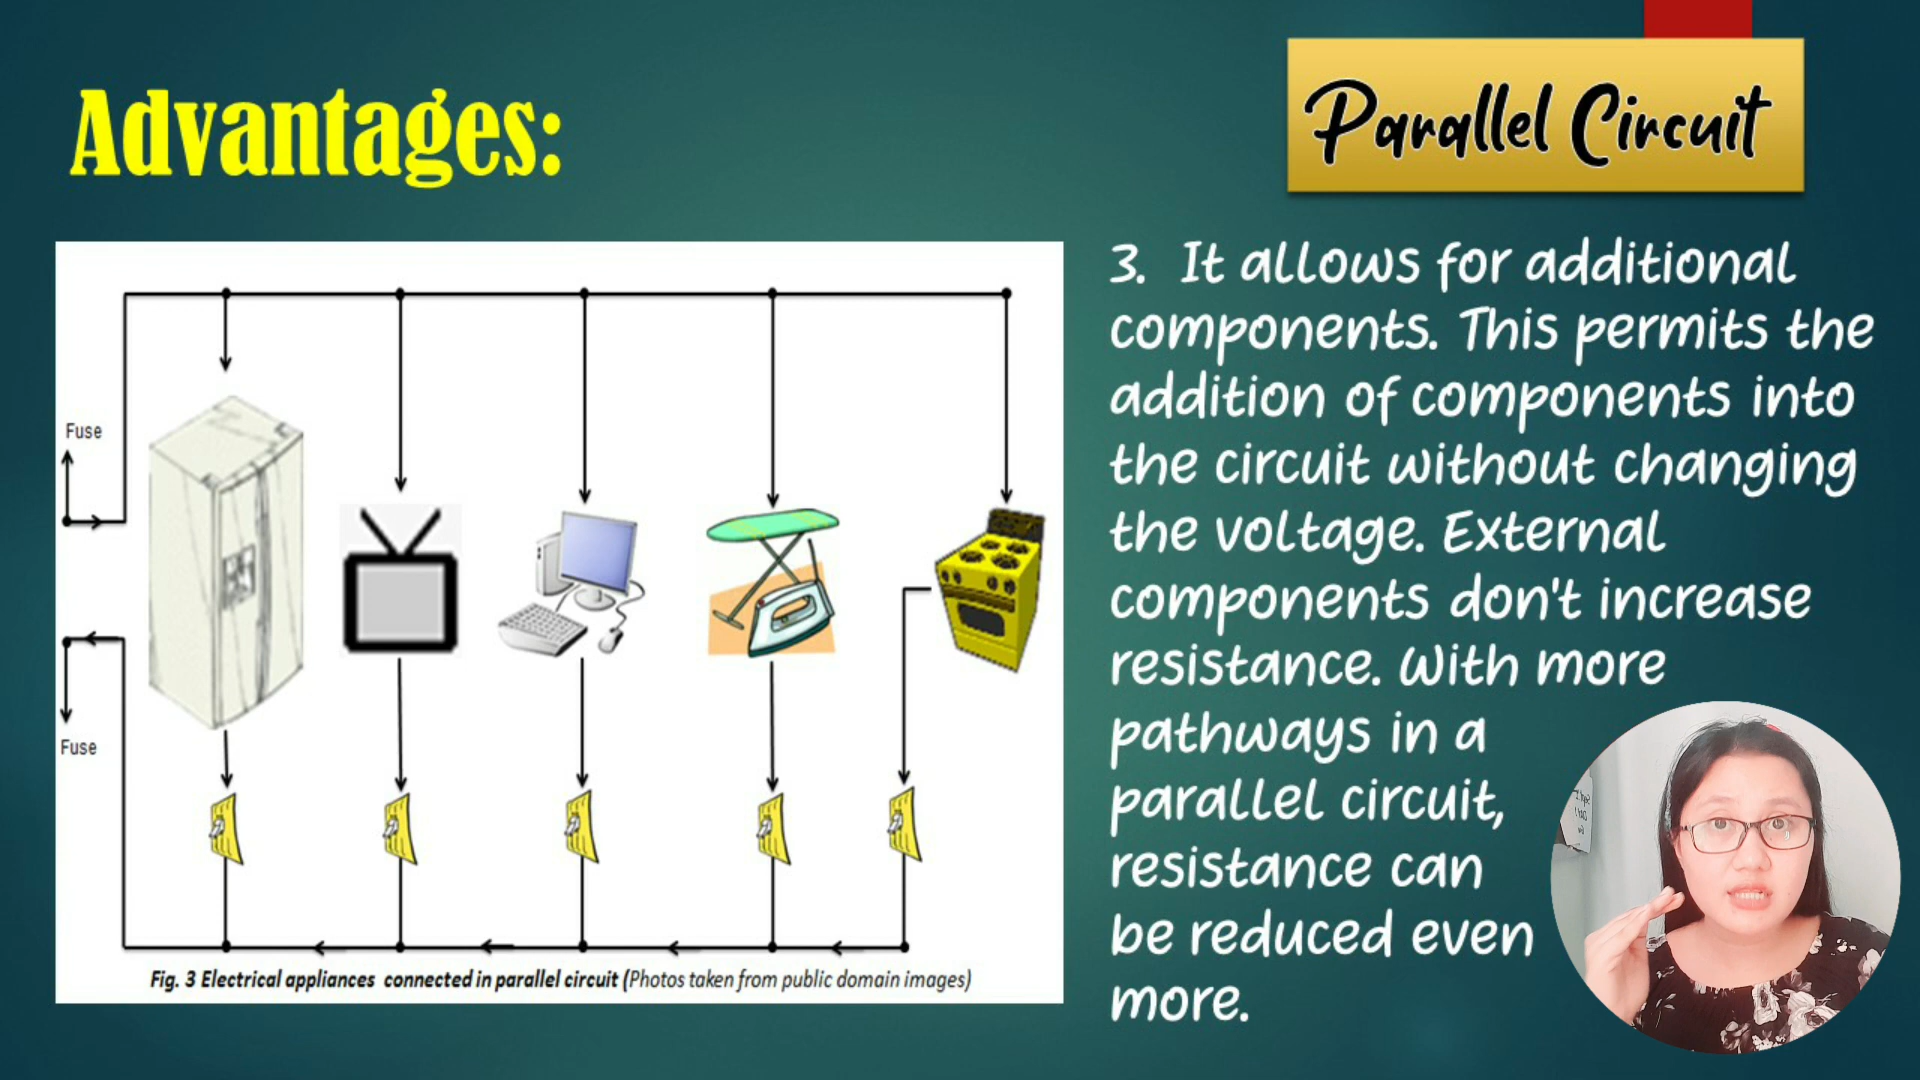 Advantages:
Parallel Circuit
Fuse
Fuse
Fig. 3 Electrical appliances connected in parallel circuit (Photos taken from public domain images)
3. It allows for additional
components. This permits the
addition of components into
the circuit without changing
the voltage. External
components don't increase
resistance. With more
pathways in a
parallel circuit,
resistance can
be reduced even
more.